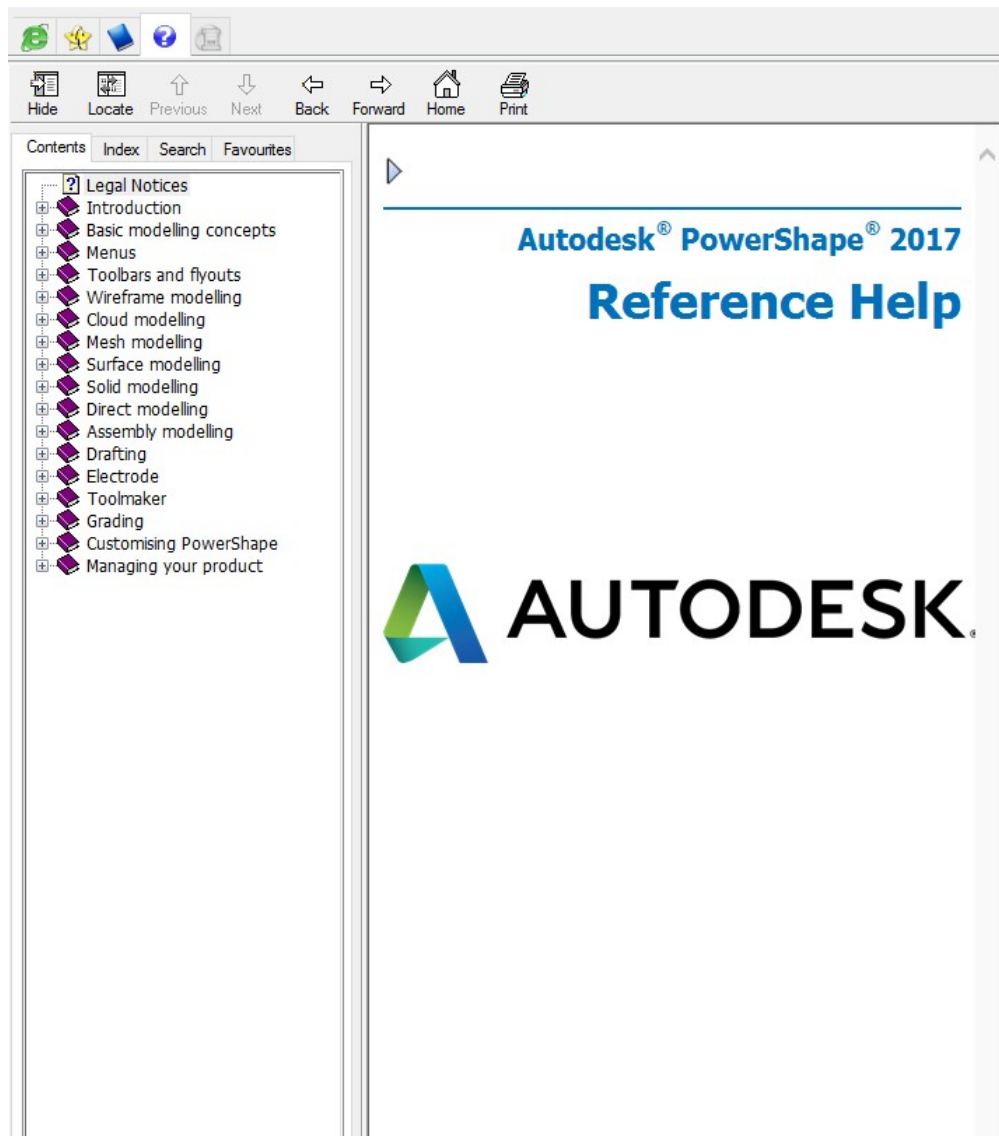 Hide Locate Previous Next Back Forward Home Print
Contents Index Search Favourites
Legal Notices
Introduction
Basic modelling concepts
Menus
Toolbars and flyouts
Wireframe modelling
Cloud modelling
Mesh modelling
Surface modelling
Solid modelling
Direct modelling
Assembly modelling
Drafting
Electrode
Toolmaker
Grading
Customising PowerShape
Managing your product
Autodesk® PowerShape® 2017
Reference Help
AUTODESK®